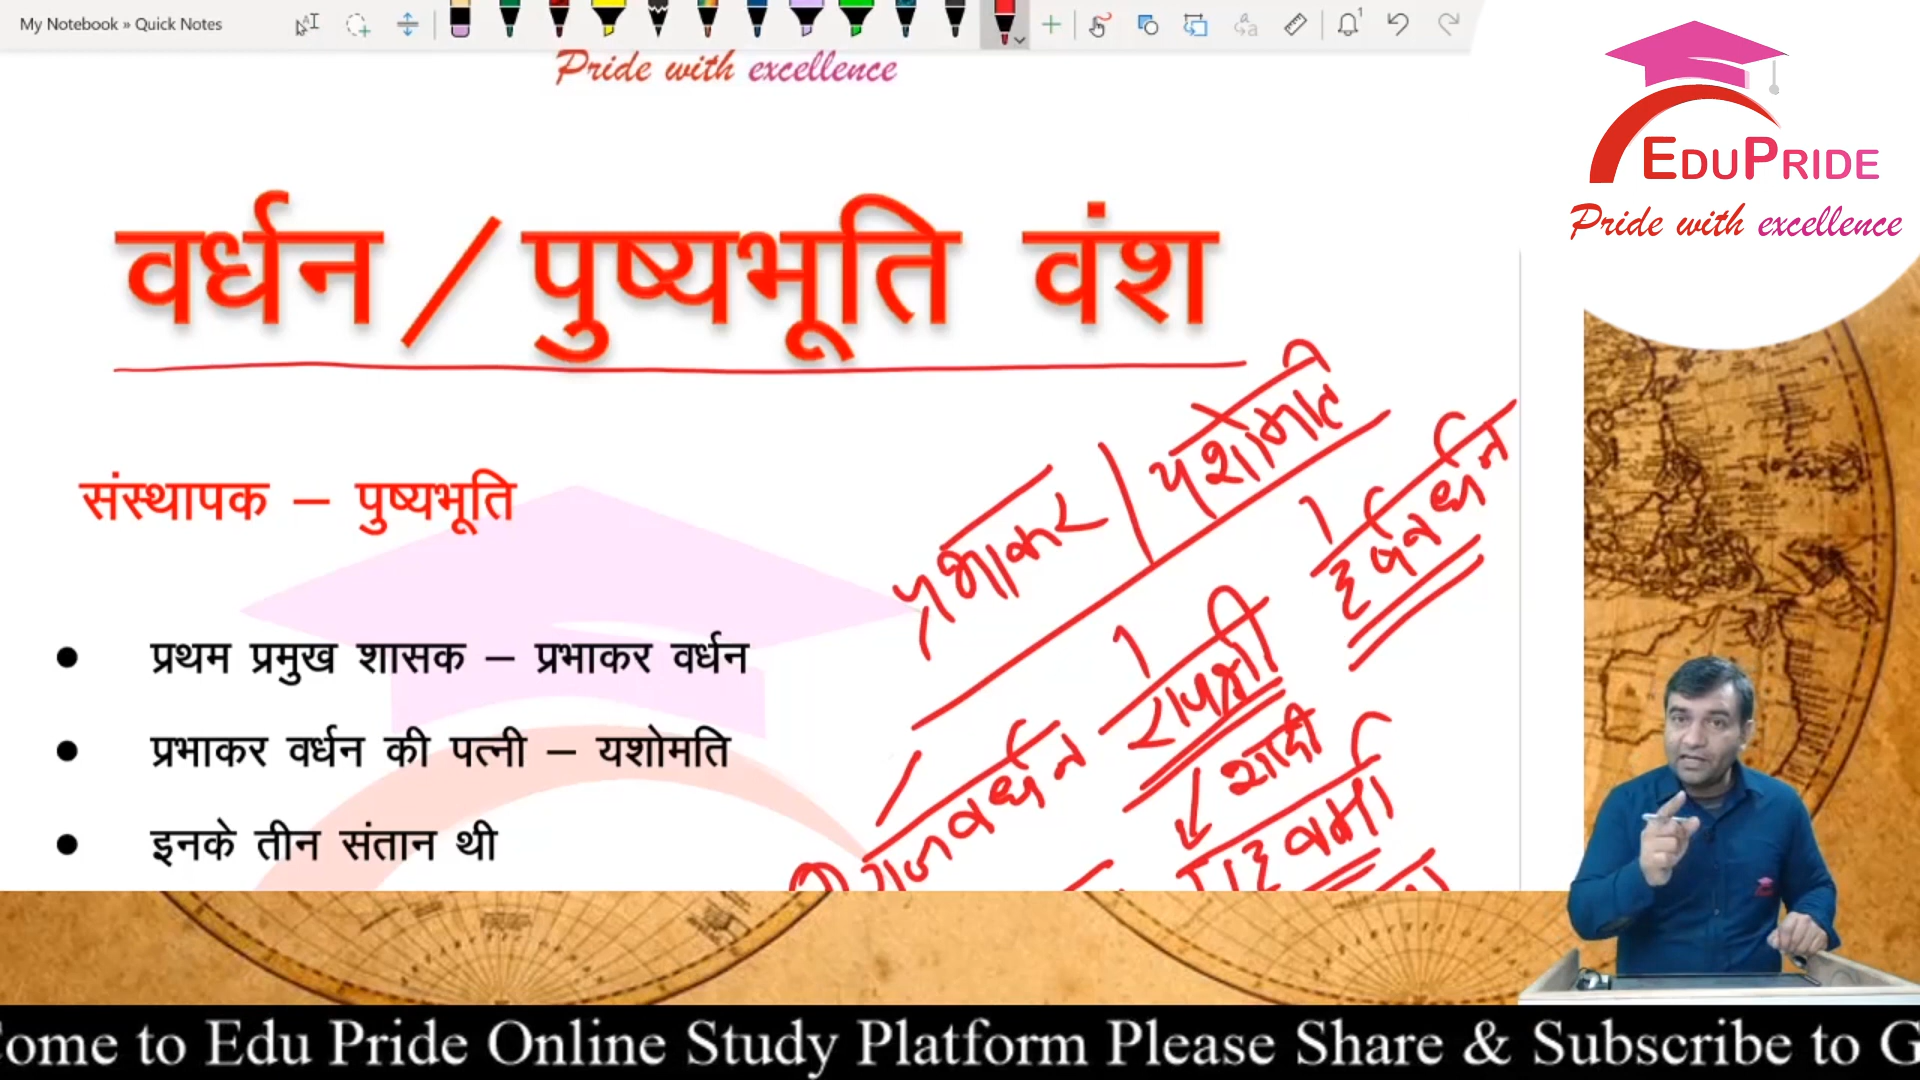 My Notebook » Quick Notes
Pride with excellence
EDUPRIDE
Pride with excellence
वर्धन / पुष्यभूति वंश
संस्थापक – पुष्यभूति
प्रभाकर / यशोमति
हर्षवर्धन
राजश्री
शादी
राजवर्धन
ग्रहवर्मा
• प्रथम प्रमुख शासक – प्रभाकर वर्धन
• प्रभाकर वर्धन की पत्नी – यशोमति
• इनके तीन संतान थी
ome to Edu Pride Online Study Platform Please Share & Subscribe to G